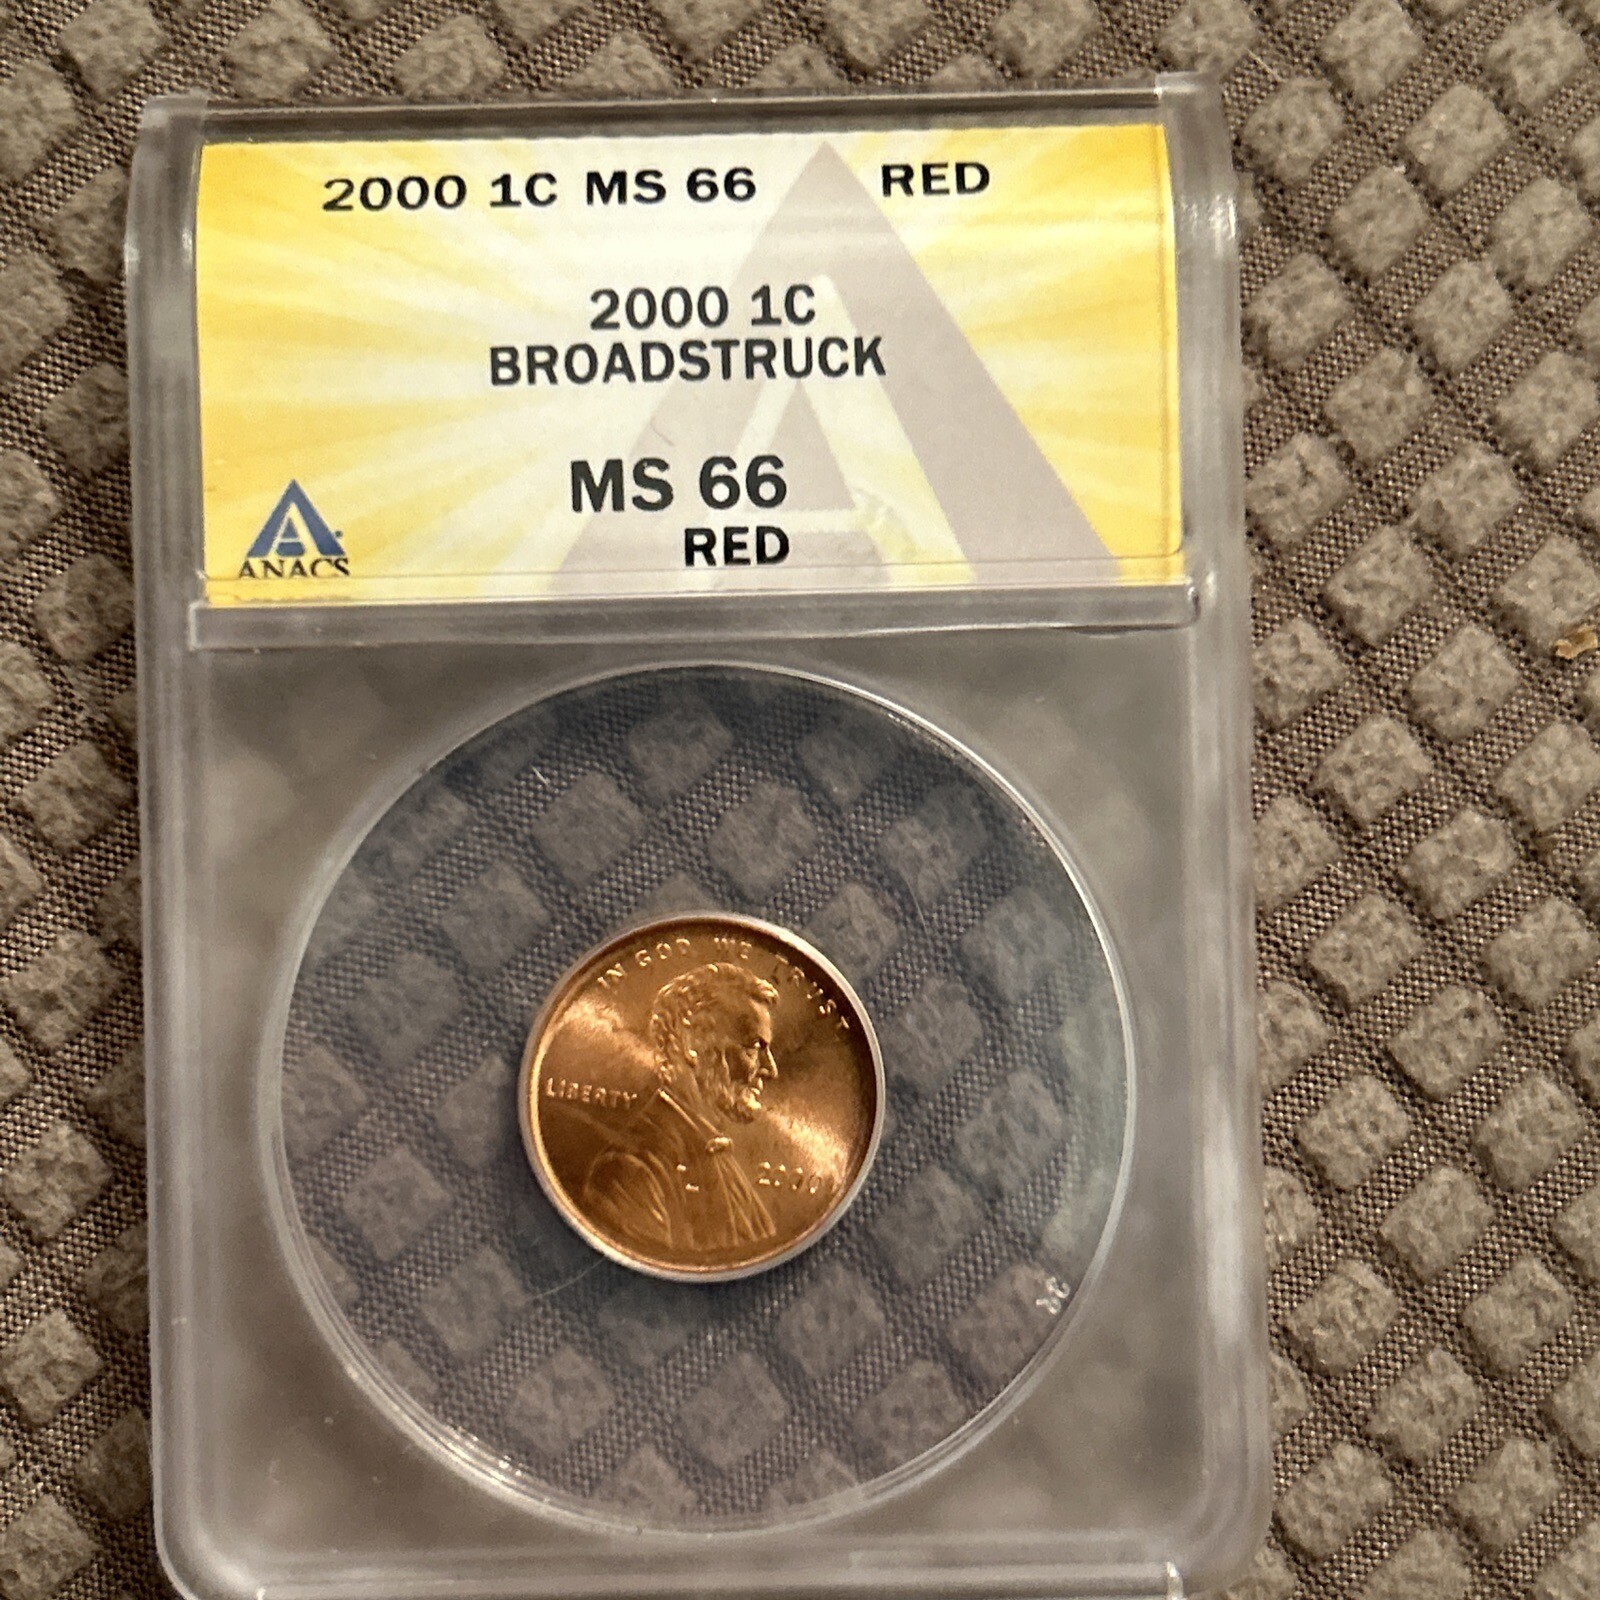 2000 1C MS 66 RED
2000 1C
BROADSTRUCK
MS 66
RED
ANACS
IN GOD WE TRUST
LIBERTY
2000